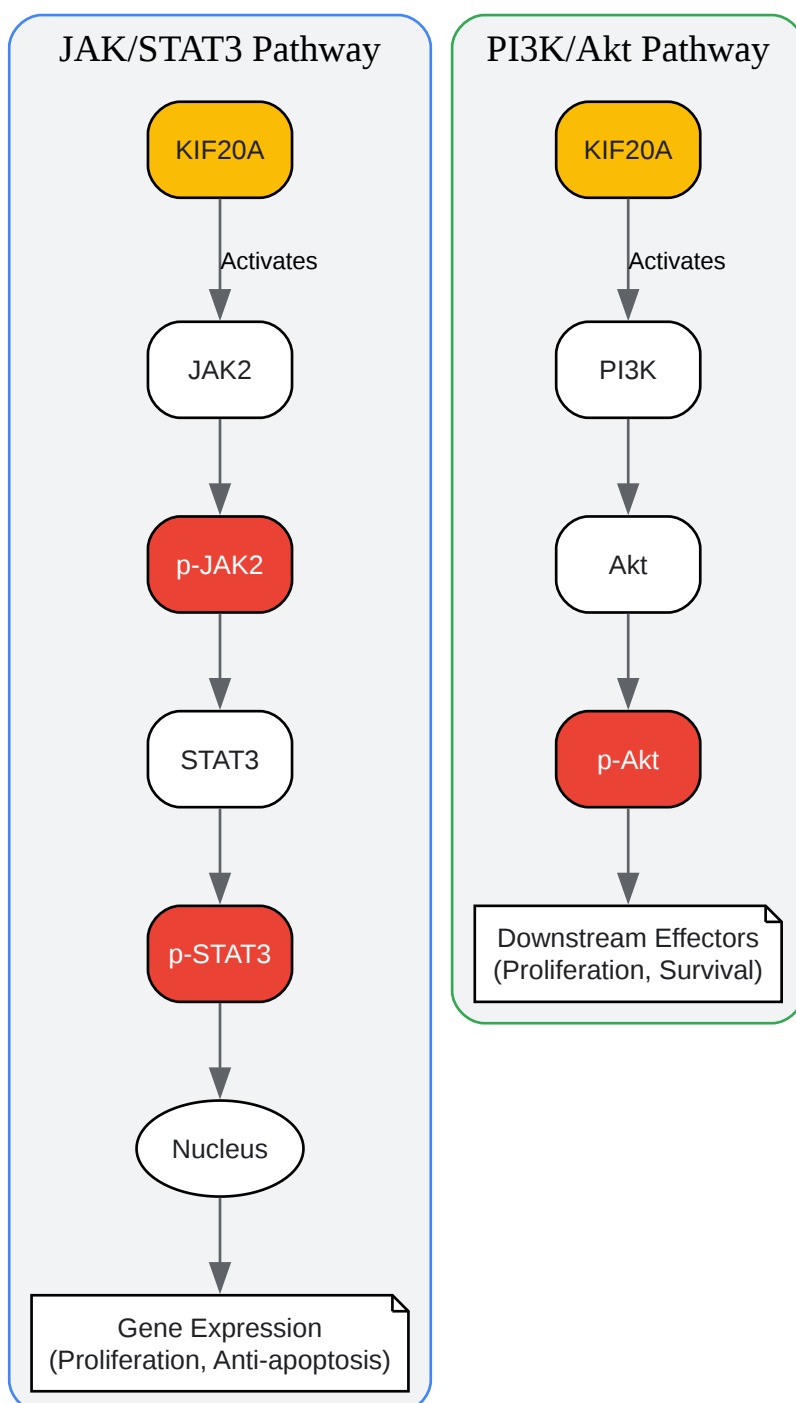 JAK/STAT3 Pathway
KIF20A
Activates
JAK2
p-JAK2
STAT3
p-STAT3
Nucleus
Gene Expression
(Proliferation, Anti-apoptosis)
PI3K/Akt Pathway
KIF20A
Activates
PI3K
Akt
p-Akt
Downstream Effectors
(Proliferation, Survival)